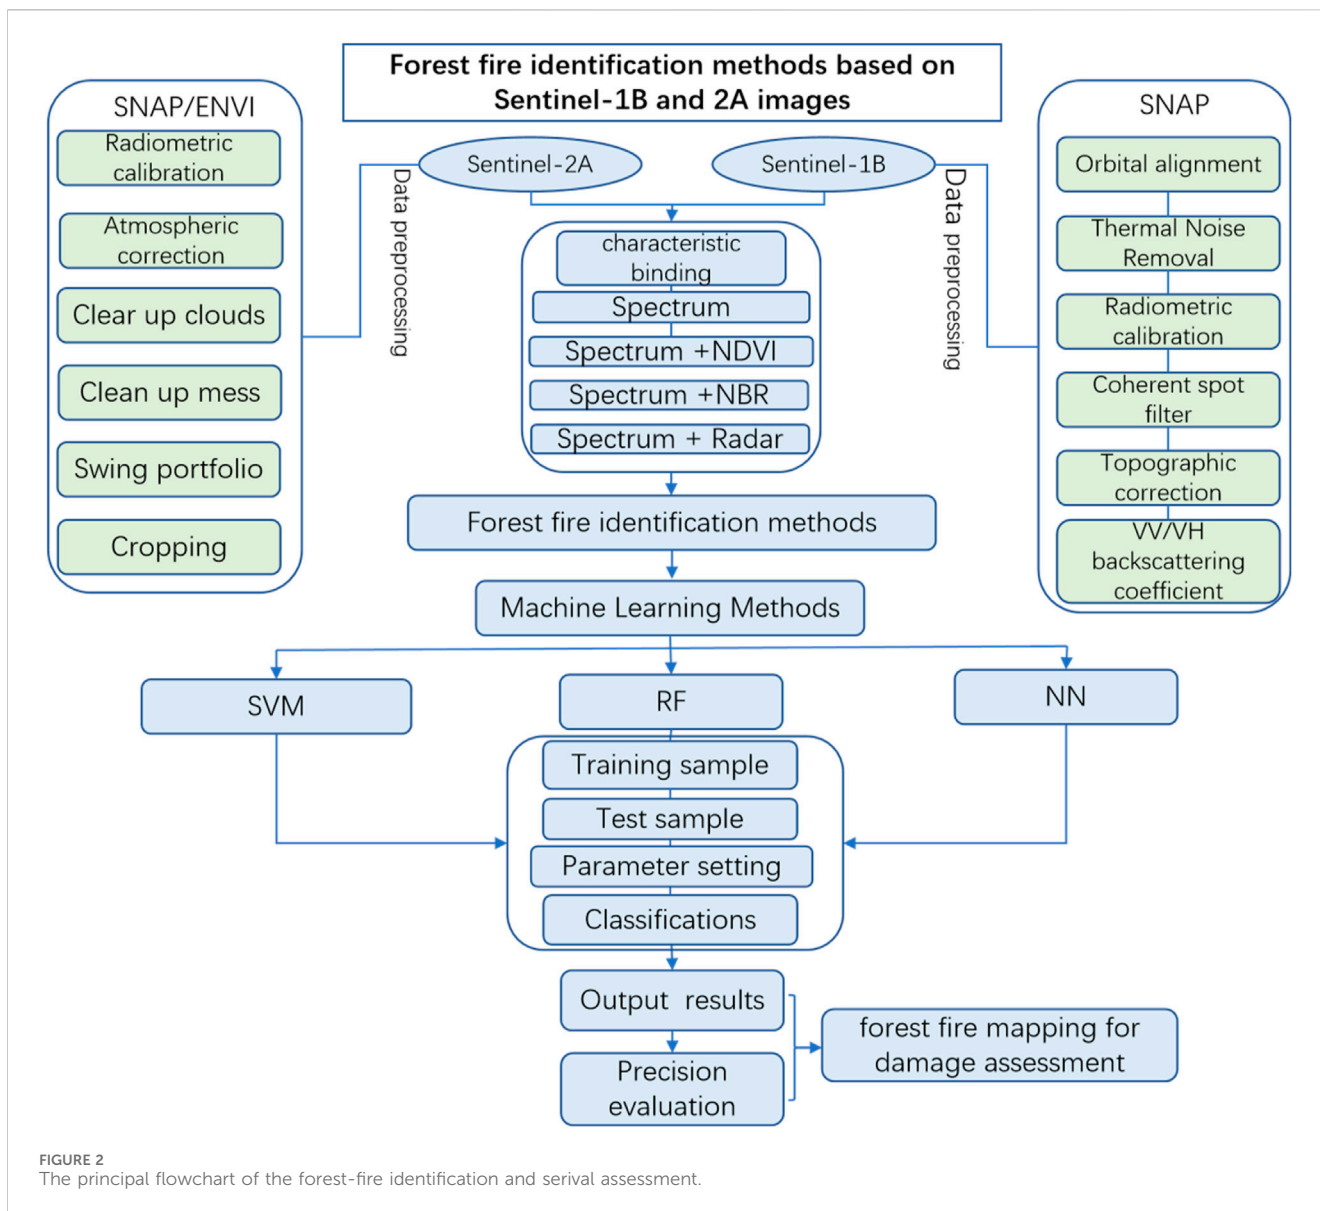 Forest fire identification methods based on
Sentinel-1B and 2A images
SNAP/ENVI
Radiometric
calibration
Atmospheric
correction
Clear up clouds
Clean up mess
Swing portfolio
Cropping
Data preprocessing
Sentinel-2A
Sentinel-1B
Data preprocessing
SNAP
Orbital alignment
Thermal Noise
Removal
Radiometric
calibration
Coherent spot
filter
Topographic
correction
VV/VH
backscattering
coefficient
characteristic
binding
Spectrum
Spectrum +NDVI
Spectrum +NBR
Spectrum + Radar
Forest fire identification methods
Machine Learning Methods
SVM
RF
NN
Training sample
Test sample
Parameter setting
Classifications
Output results
Precision
evaluation
forest fire mapping for
damage assessment
FIGURE 2
The principal flowchart of the forest-fire identification and serival assessment.